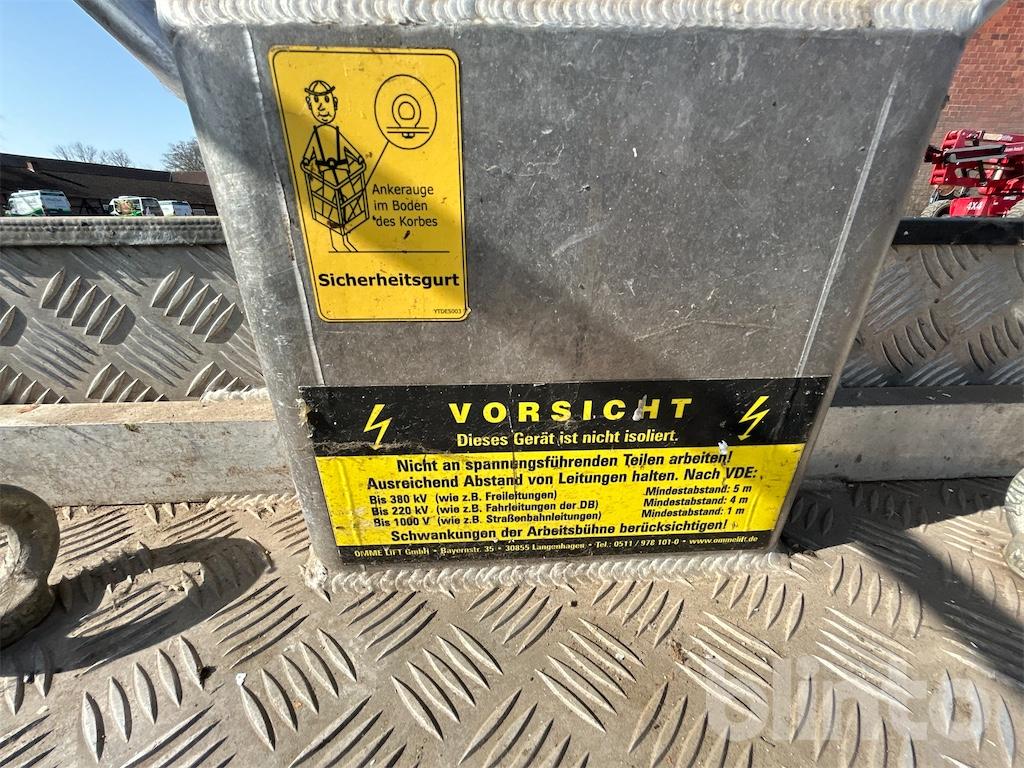 Ankerauge
im Boden
des Korbes
Sicherheitsgurt
YTDES003
4X4
VORSICHT
Dieses Gerät ist nicht isoliert.
Nicht an spannungsführenden Teilen arbeiten!
Ausreichend Abstand von Leitungen halten. Nach VDE:
Bis 380 kV (wie z.B. Freileitungen) Mindestabstand: 5 m
Bis 220 kV (wie z.B. Fahrleitungen der DB) Mindestabstand: 4 m
Bis 1000 V (wie z.B. Straßenbahnleitungen) Mindestabstand: 1 m
Schwankungen der Arbeitsbühne berücksichtigen!
OMME LIFT GmbH • Bayernstr. 35 • 30855 Langenhagen • Tel.: 0511 / 978 101-0 • www.ommelift.de
blinto